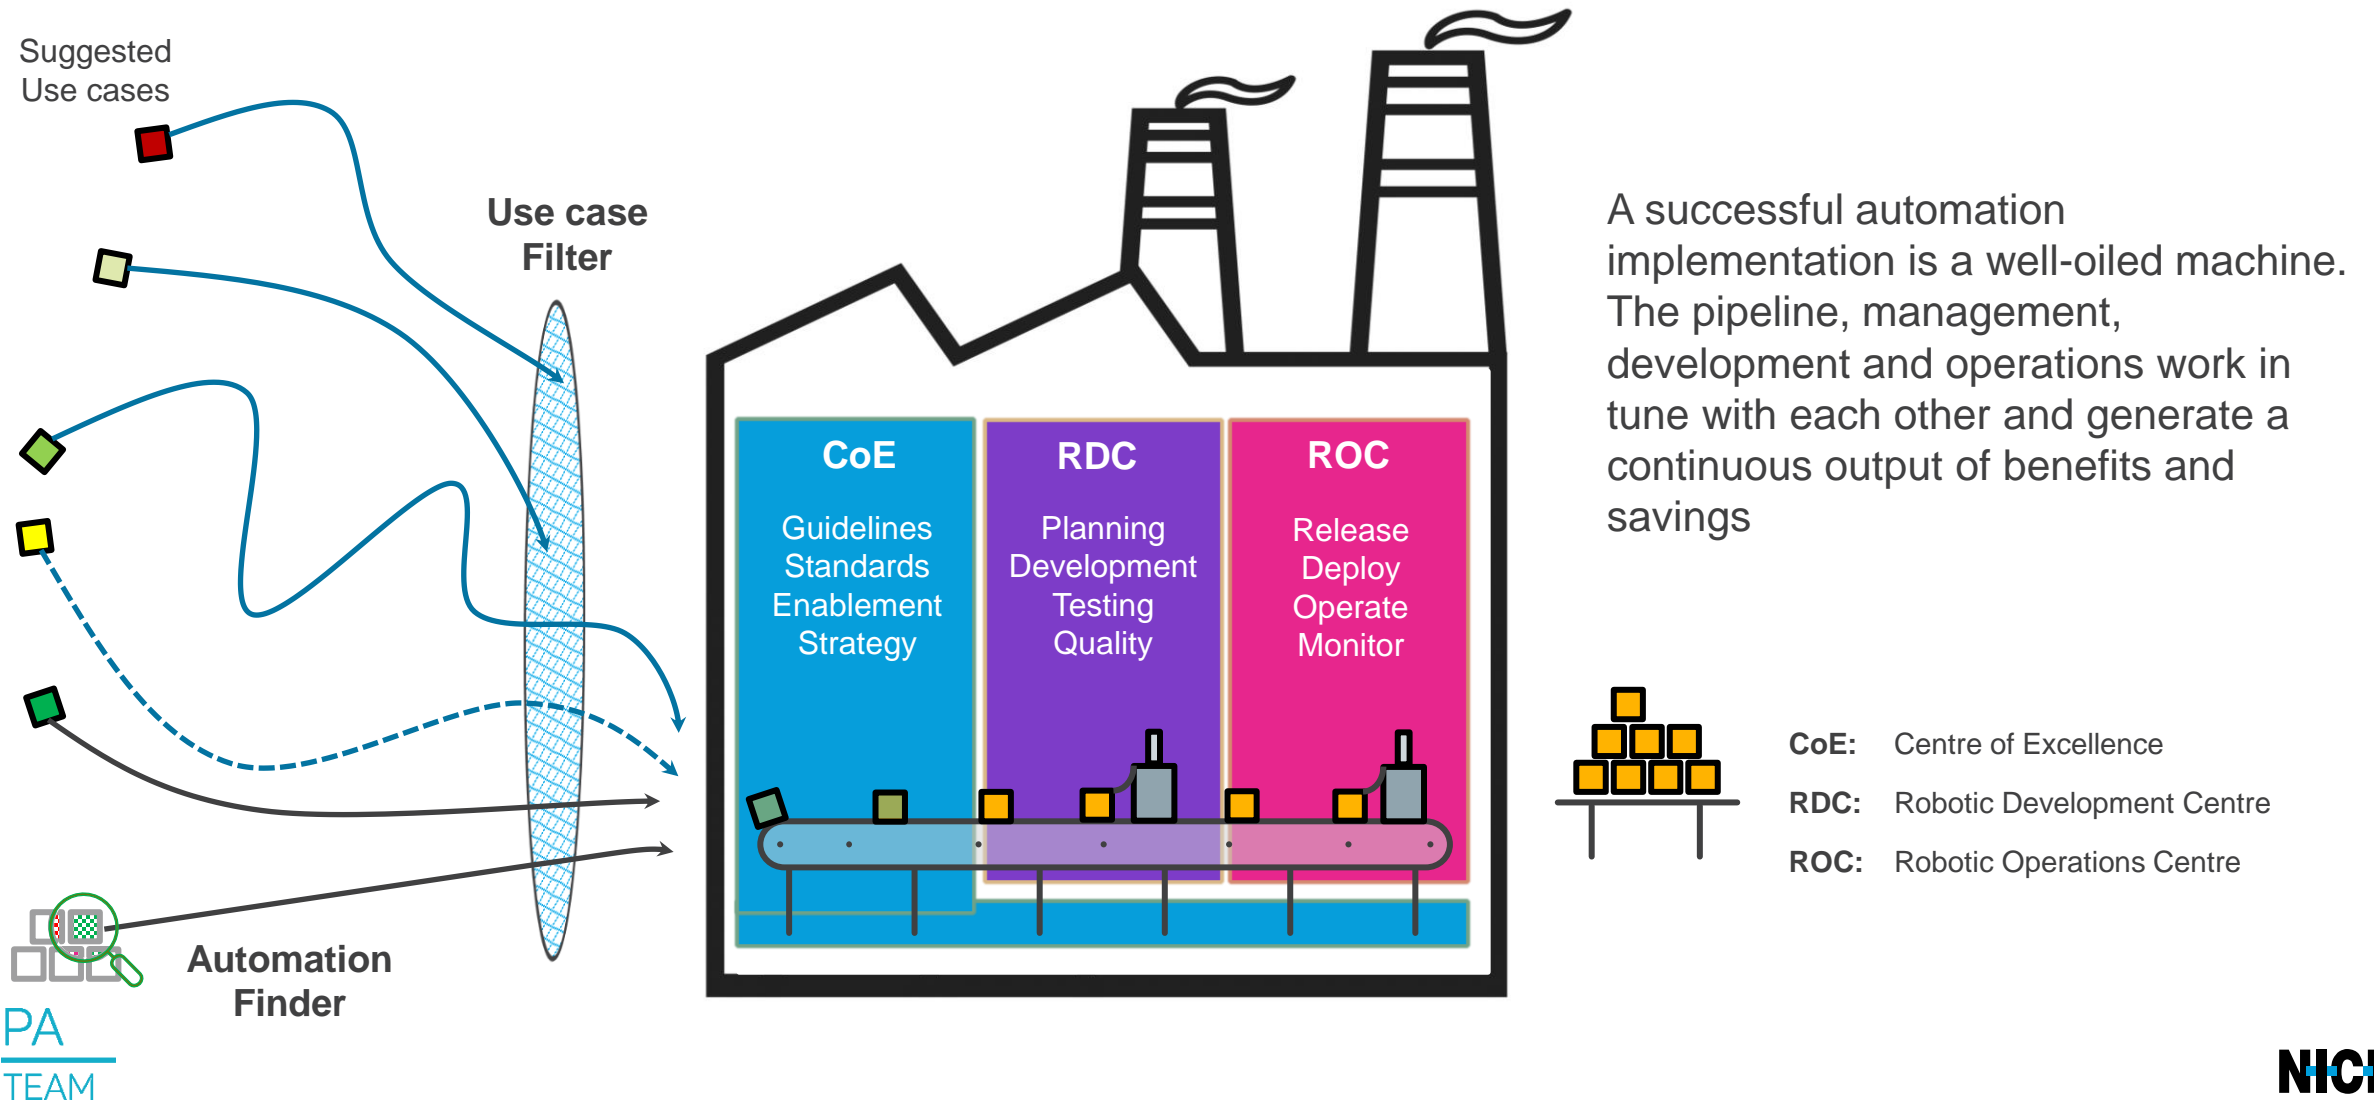 Suggested
Use cases
Use case
Filter
CoE
Guidelines
Standards
Enablement
Strategy
RDC
Planning
Development
Testing
Quality
ROC
Release
Deploy
Operate
Monitor
A successful automation
implementation is a well-oiled machine.
The pipeline, management,
development and operations work in
tune with each other and generate a
continuous output of benefits and
savings
CoE: Centre of Excellence
RDC: Robotic Development Centre
ROC: Robotic Operations Centre
Automation
Finder
PA
TEAM